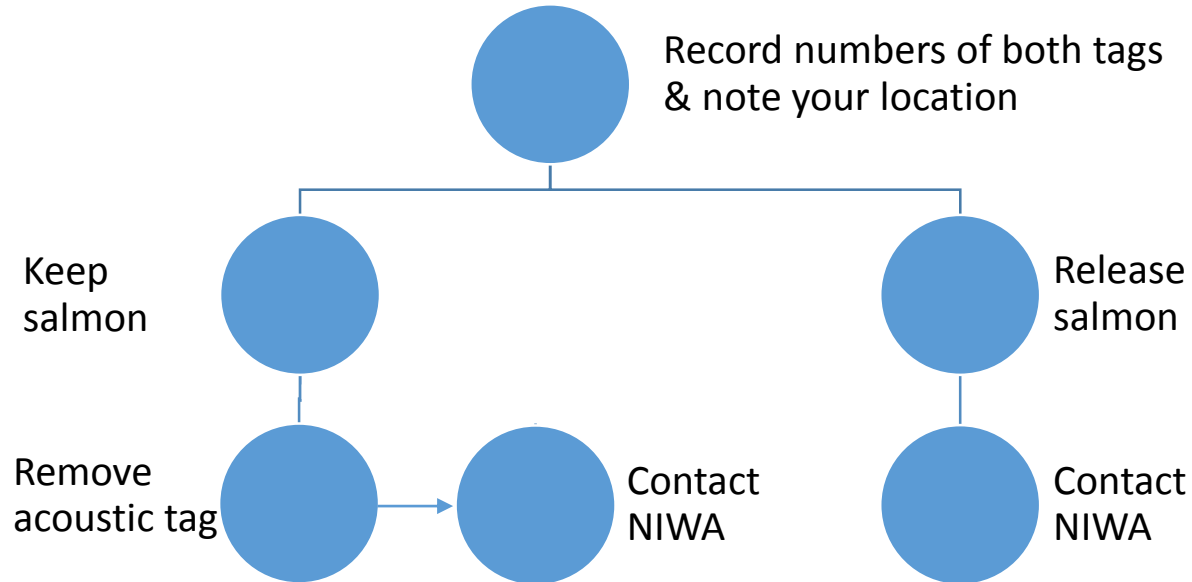 Record numbers of both tags
& note your location
Keep
salmon
Release
salmon
Remove
acoustic tag
Contact
NIWA
Contact
NIWA